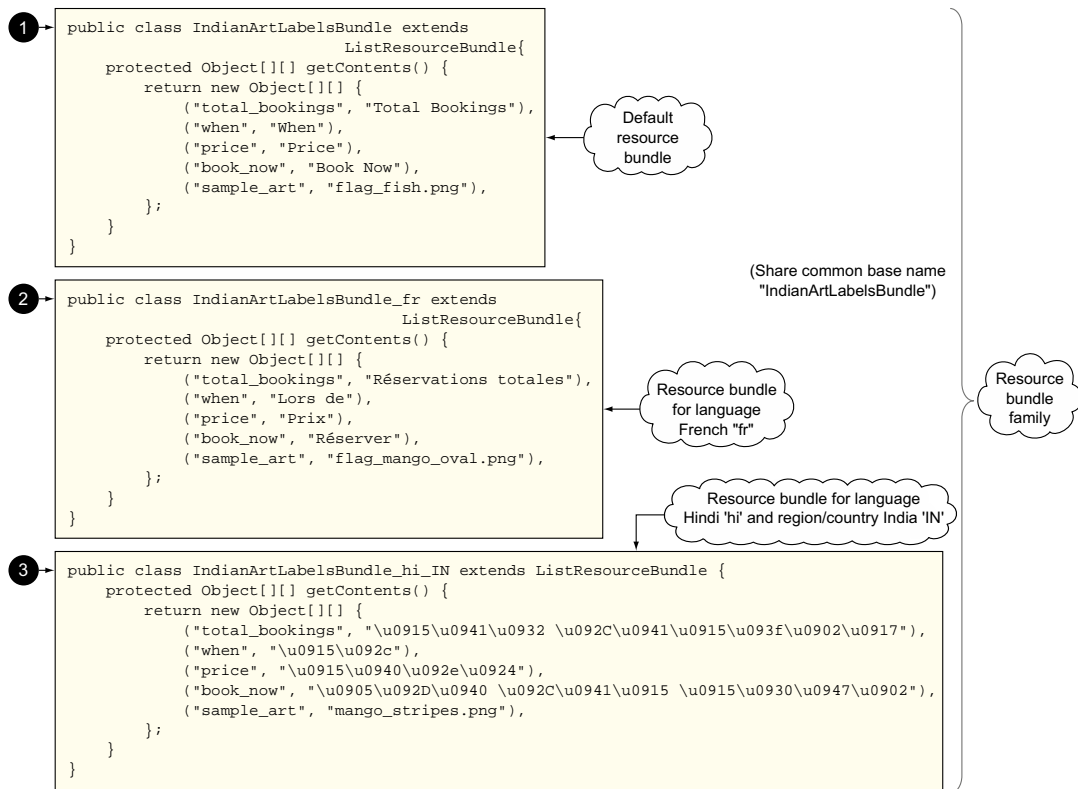 1
public class IndianArtLabelsBundle extends
ListResourceBundle{
protected Object[][] getContents() {
return new Object[][] {
("total_bookings", "Total Bookings"),
("when", "When"),
("price", "Price"),
("book_now", "Book Now"),
("sample_art", "flag_fish.png"),
};
}
}
Default
resource
bundle
(Share common base name
"IndianArtLabelsBundle")
2
public class IndianArtLabelsBundle_fr extends
ListResourceBundle{
protected Object[][] getContents() {
return new Object[][] {
("total_bookings", "Réservations totales"),
("when", "Lors de"),
("price", "Prix"),
("book_now", "Réserver"),
("sample_art", "flag_mango_oval.png"),
};
}
}
Resource bundle
for language
French "fr"
Resource
bundle
family
Resource bundle for language
Hindi 'hi' and region/country India 'IN'
3
public class IndianArtLabelsBundle_hi_IN extends ListResourceBundle {
protected Object[][] getContents() {
return new Object[][] {
("total_bookings", "\u0915\u0941\u0932 \u092C\u0941\u0915\u093f\u0902\u0917"),
("when", "\u0915\u092c"),
("price", "\u0915\u0940\u092e\u0924"),
("book_now", "\u0905\u092D\u0940 \u092C\u0941\u0915 \u0915\u0930\u0947\u0902"),
("sample_art", "mango_stripes.png"),
};
}
}